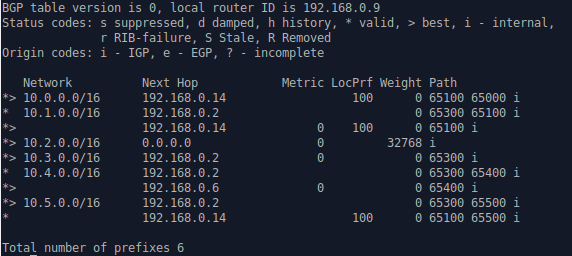 BGP table version is 0, local router ID is 192.168.0.9
Status codes: s suppressed, d damped, h history, * valid, > best, i - internal,
              r RIB-failure, S Stale, R Removed
Origin codes: i - IGP, e - EGP, ? - incomplete

   Network          Next Hop            Metric LocPrf Weight Path
*> 10.0.0.0/16      192.168.0.14                  100      0 65100 65000 i
*  10.1.0.0/16      192.168.0.2                            0 65300 65100 i
*>                  192.168.0.14             0    100      0 65100 i
*> 10.2.0.0/16      0.0.0.0                  0         32768 i
*> 10.3.0.0/16      192.168.0.2              0             0 65300 i
*  10.4.0.0/16      192.168.0.2                            0 65300 65400 i
*>                  192.168.0.6              0             0 65400 i
*> 10.5.0.0/16      192.168.0.2                            0 65300 65500 i
*                   192.168.0.14                  100      0 65100 65500 i

Total number of prefixes 6